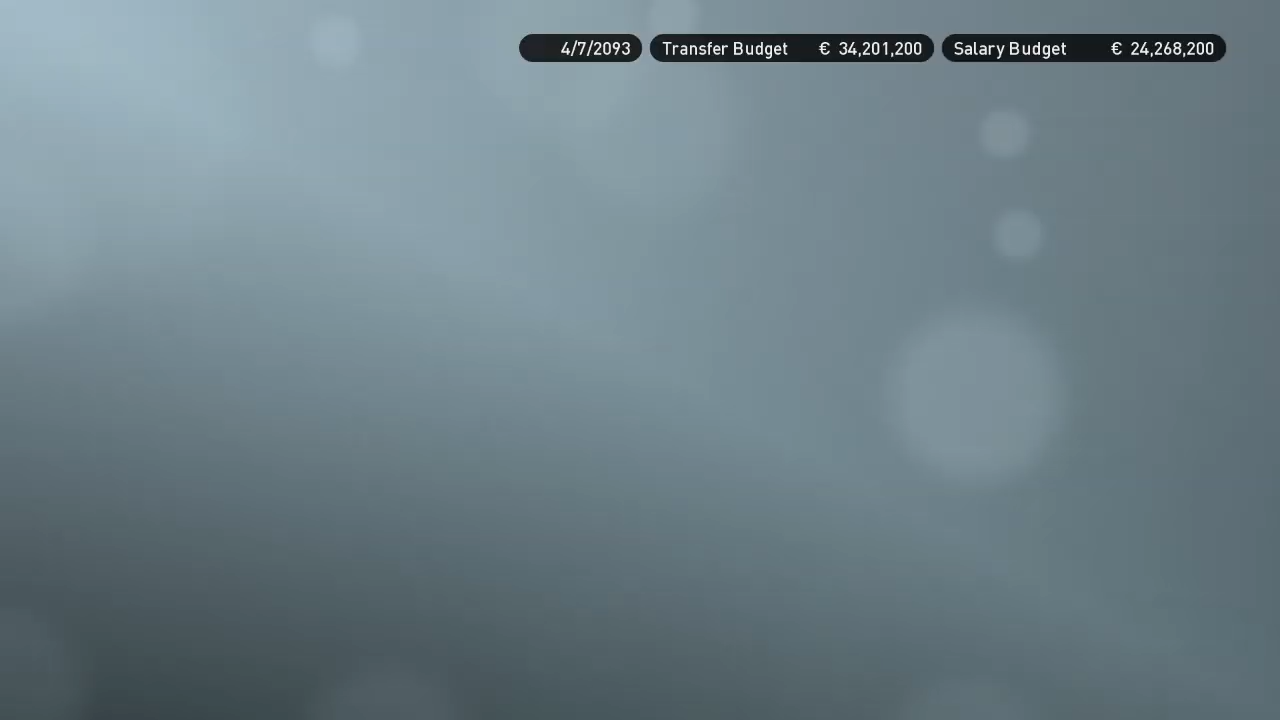 4/7/2093 Transfer Budget € 34,201,200 Salary Budget € 24,268,200